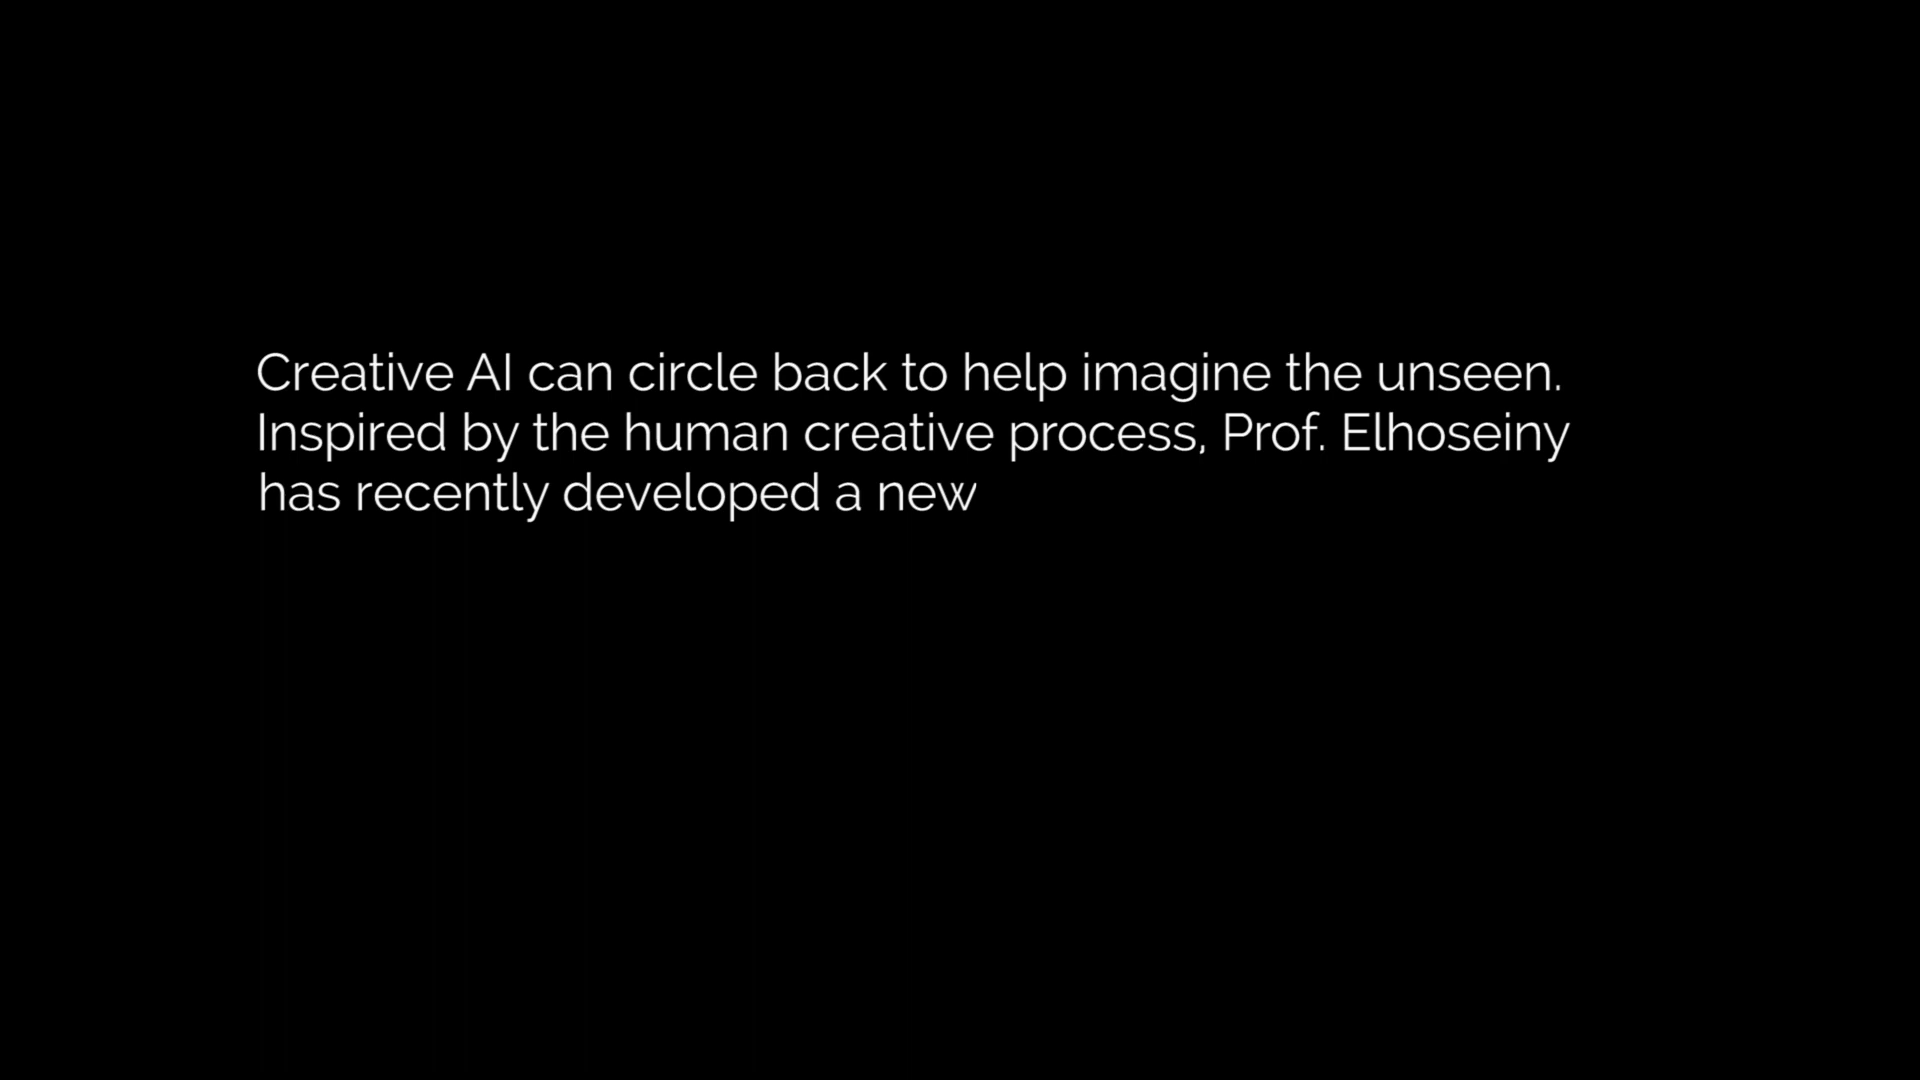 Creative AI can circle back to help imagine the unseen.
Inspired by the human creative process, Prof. Elhoseiny
has recently developed a new